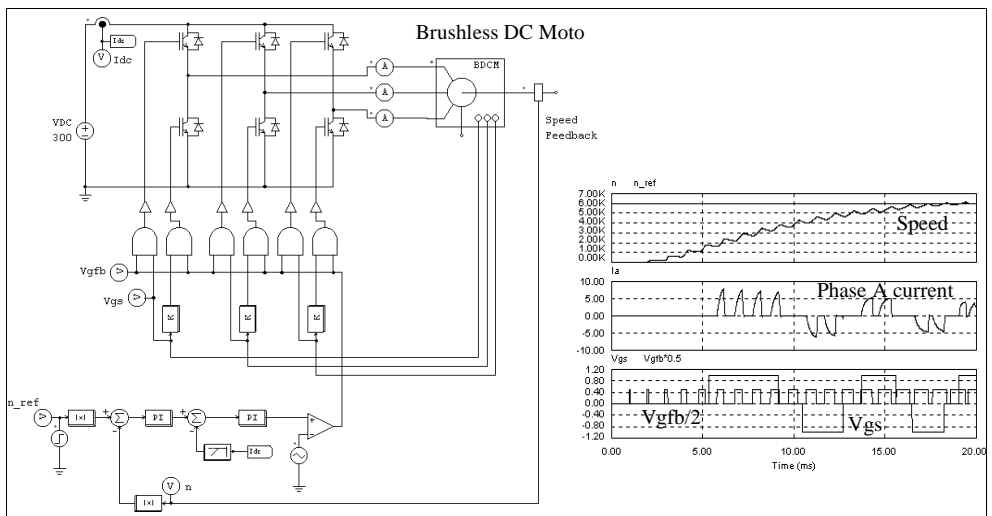 Brushless DC Moto
Idc
V
Idc
A
A
A
BDCM
VDC
300
Speed
Feedback
Vgfb
V
Vgs
V
K
K
K
n_ref
V
|x|
PI
PI
Idc
V
n
|x|
n n_ref
7.00K
6.00K
5.00K
4.00K
3.00K
2.00K
1.00K
0.00K
Speed
Ia
10.00
5.00
0.00
-5.00
-10.00
Phase A current
Vgs Vgfb*0.5
1.20
0.80
0.40
0.00
-0.40
-0.80
-1.20
Vgfb/2
Vgs
0.00 5.00 10.00 15.00 20.00
Time (ms)